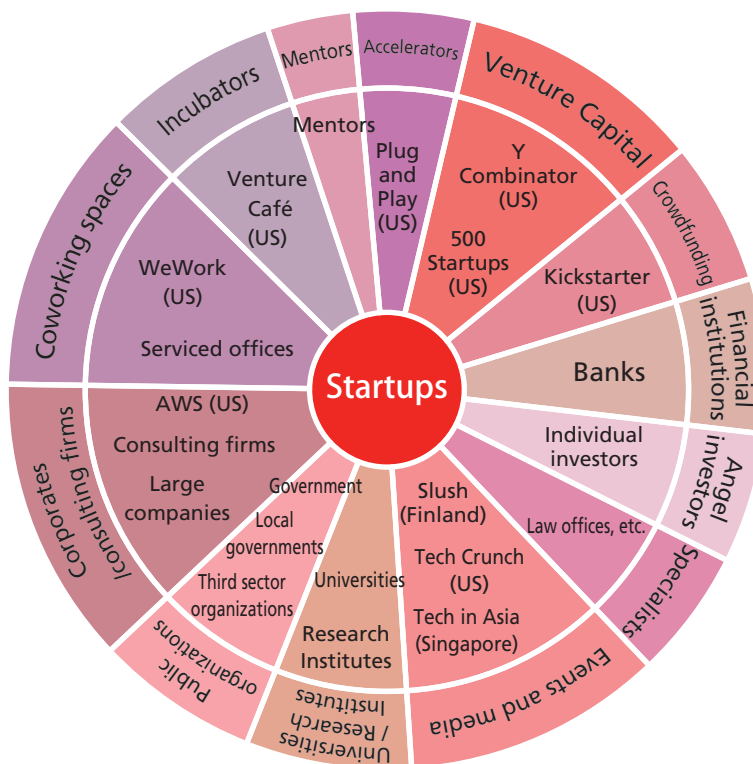 Startups
Mentors
Mentors
Accelerators
Plug
and
Play
(US)
Venture Capital
Y
Combinator
(US)
500
Startups
(US)
Crowdfunding
Kickstarter
(US)
Financial
institutions
Banks
Angel
investors
Individual
investors
Specialists
Law offices, etc.
Events and media
Slush
(Finland)
Tech Crunch
(US)
Tech in Asia
(Singapore)
Universities / Research
Institutes
Universities
Research
Institutes
Public
organizations
Government
Local
governments
Third sector
organizations
Corporates
/consulting firms
AWS (US)
Consulting firms
Large
companies
Coworking spaces
WeWork
(US)
Serviced offices
Incubators
Venture
Café
(US)